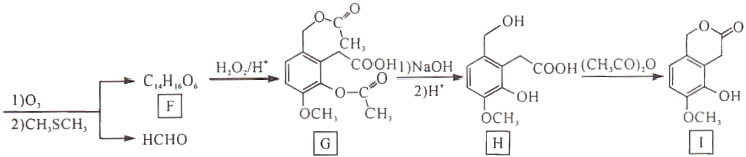 1)O₃
2)CH₃SCH₃
C₁₄H₁₆O₆
F
HCHO
H₂O₂/H⁺
O
O
CH₃
COOH
O
O
OCH₃
CH₃
G
1)NaOH
2)H⁺
OH
COOH
OH
OCH₃
H
(CH₃CO)₂O
O
O
OH
OCH₃
I